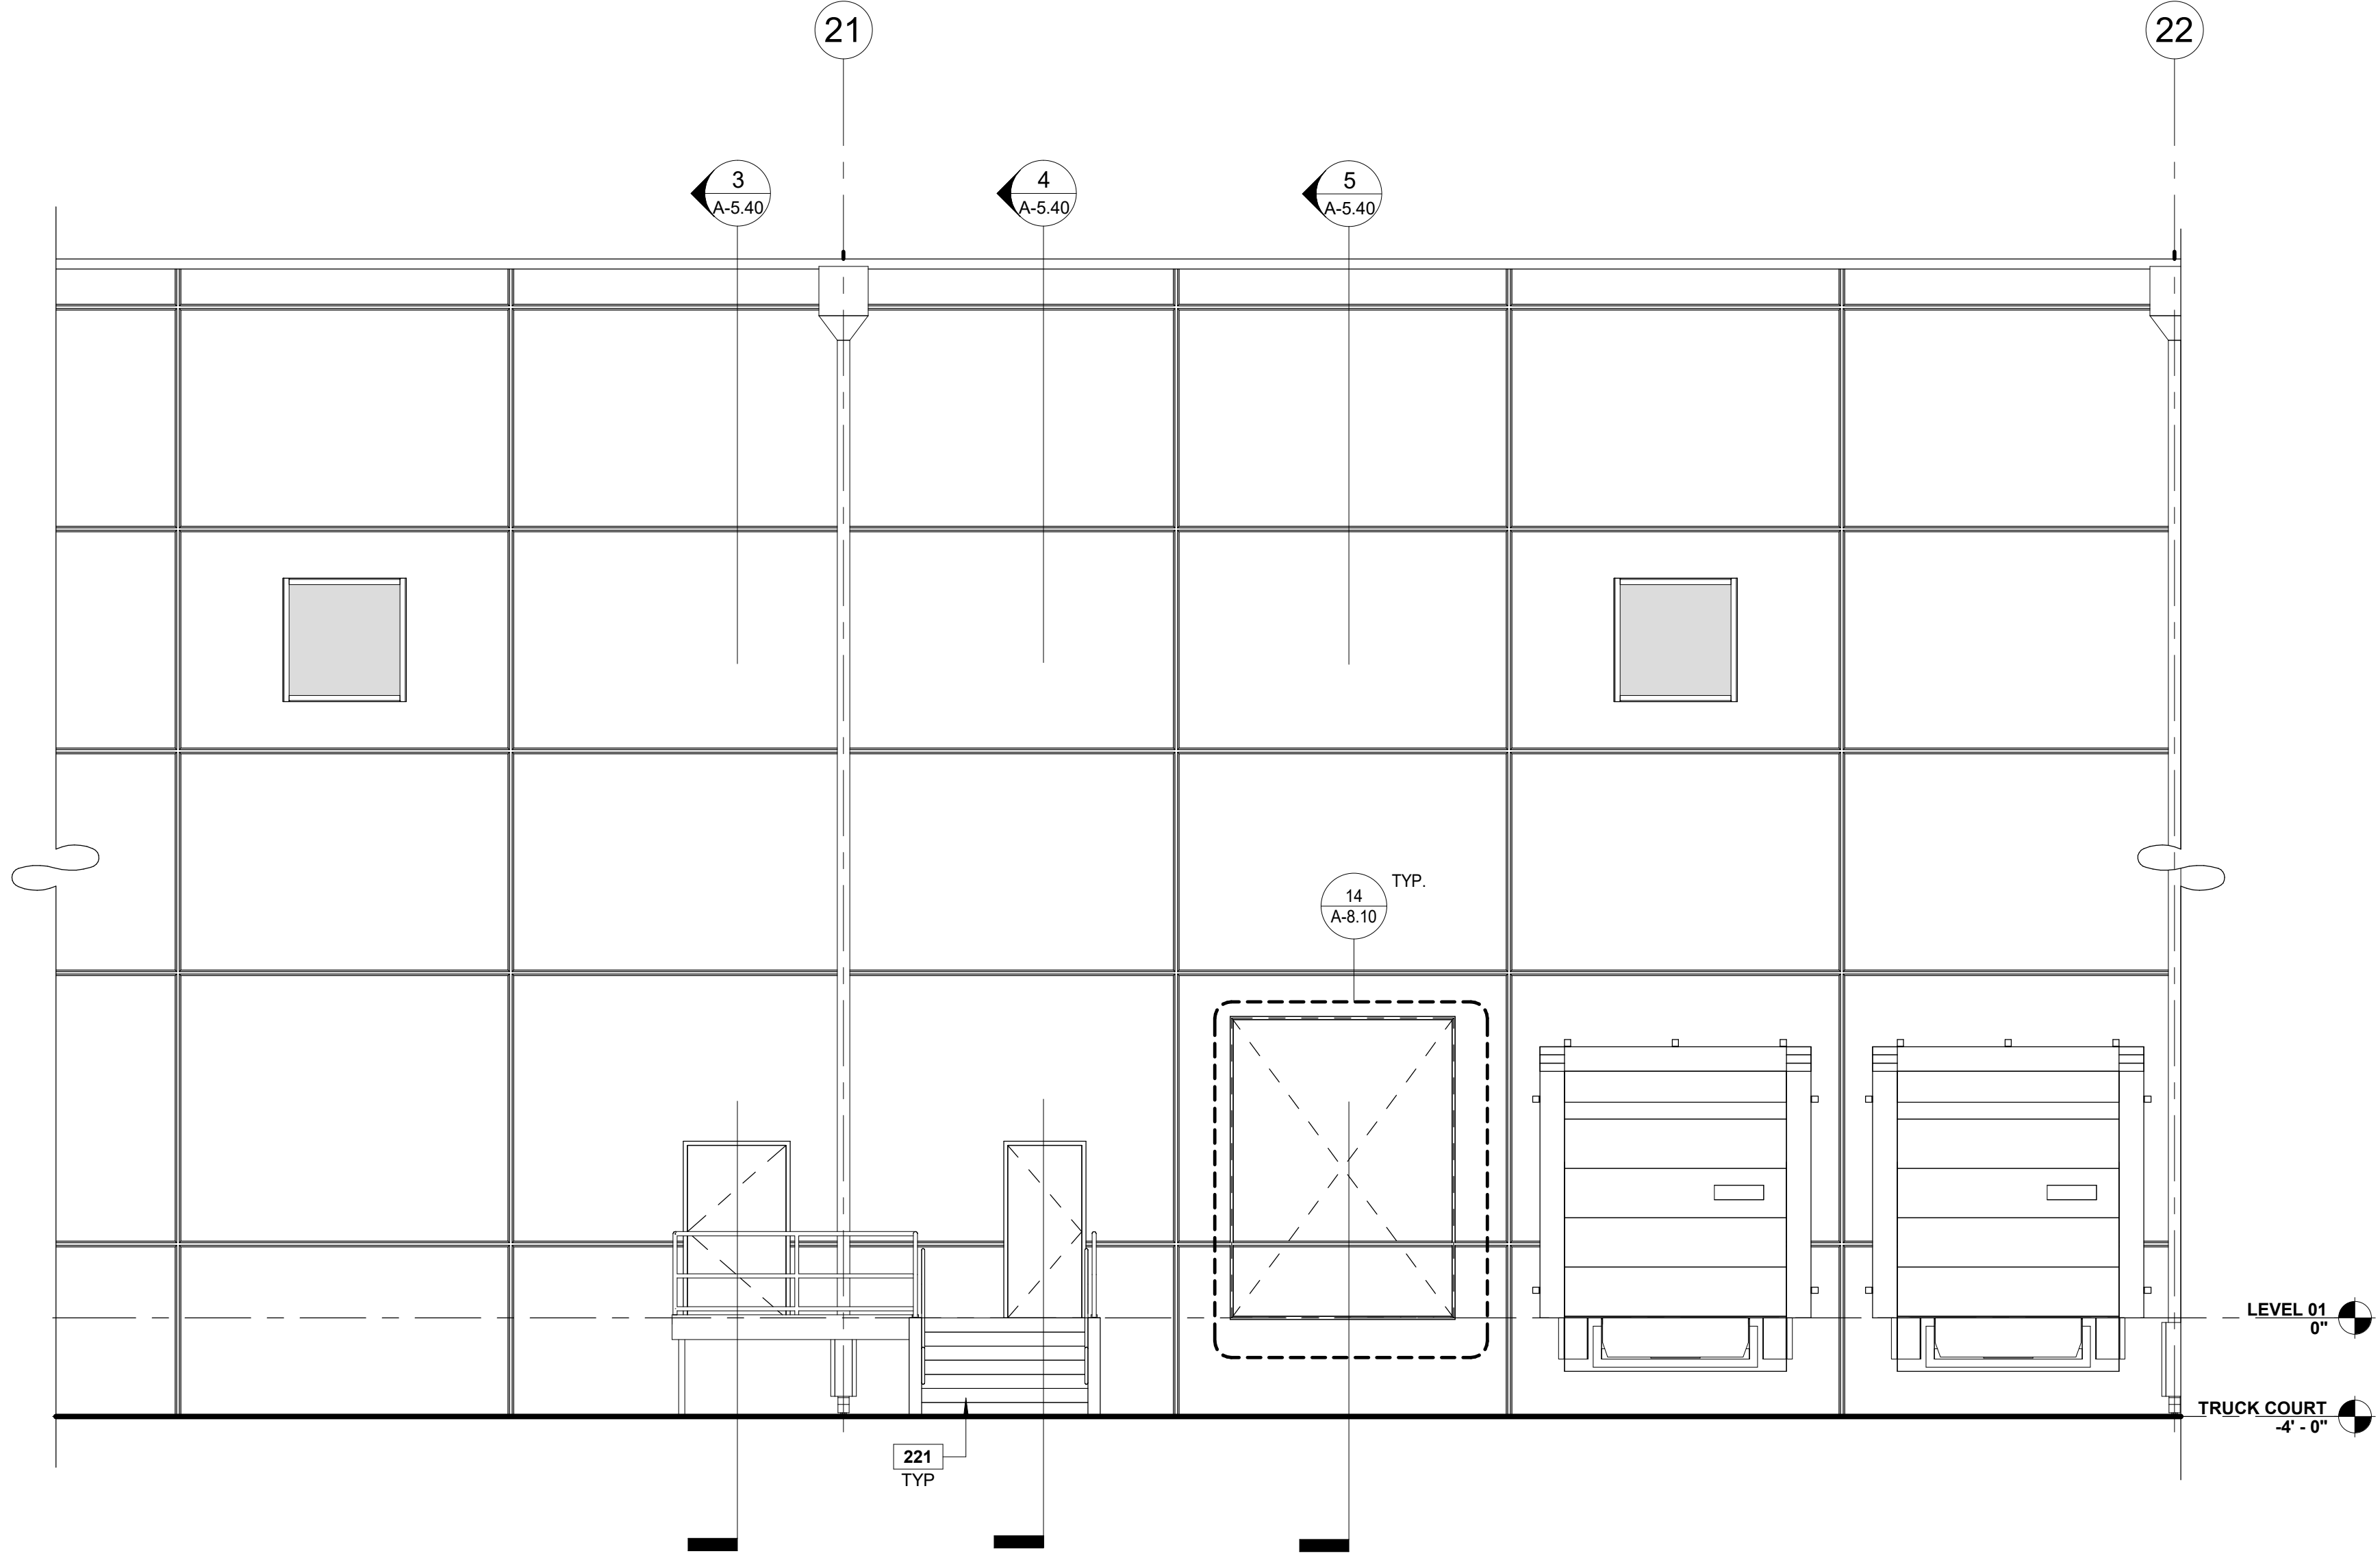 21
22
3
A-5.40
4
A-5.40
5
A-5.40
14
A-8.10
TYP.
LEVEL 01
0"
TRUCK COURT
-4' - 0"
221
TYP